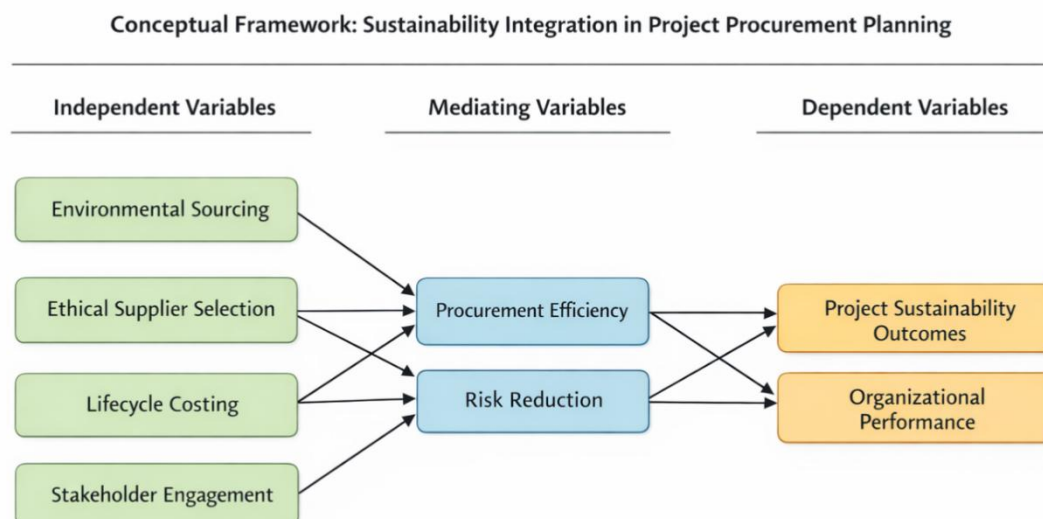 Conceptual Framework: Sustainability Integration in Project Procurement Planning
Independent Variables
Mediating Variables
Dependent Variables
Environmental Sourcing
Ethical Supplier Selection
Procurement Efficiency
Project Sustainability
Outcomes
Lifecycle Costing
Risk Reduction
Organizational
Performance
Stakeholder Engagement